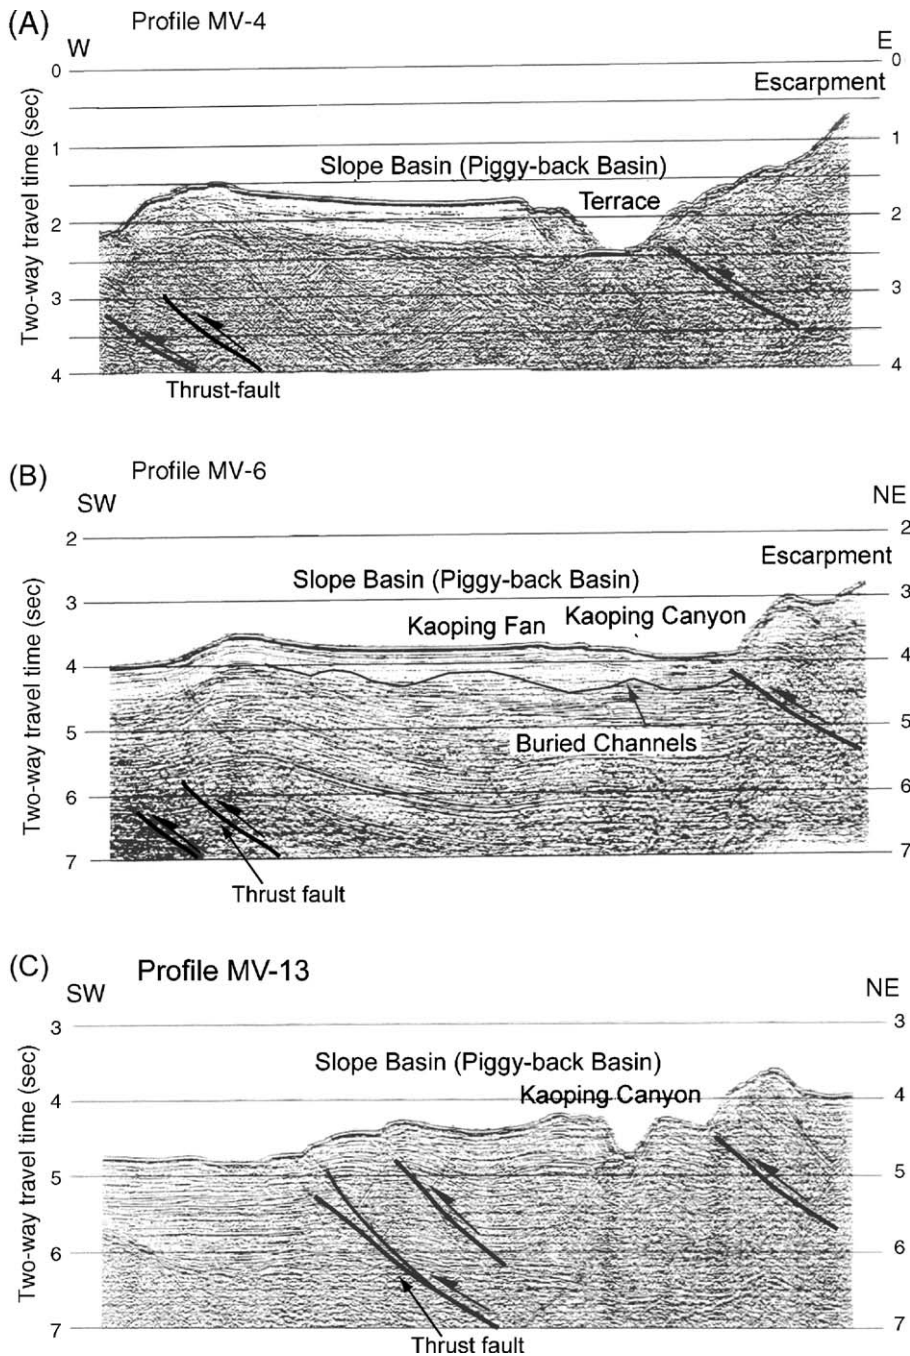 (A) Profile MV-4
W E
0 0
Escarpment
1 1
Slope Basin (Piggy-back Basin)
Terrace
2 2
3 3
4 4
Two-way travel time (sec)
Thrust-fault
(B) Profile MV-6
SW NE
2 2
Escarpment
Slope Basin (Piggy-back Basin)
3 3
Kaoping Fan Kaoping Canyon
4 4
5 5
Buried Channels
6 6
7 7
Two-way travel time (sec)
Thrust fault
(C) Profile MV-13
SW NE
3 3
Slope Basin (Piggy-back Basin)
Kaoping Canyon
4 4
5 5
6 6
7 7
Two-way travel time (sec)
Thrust fault